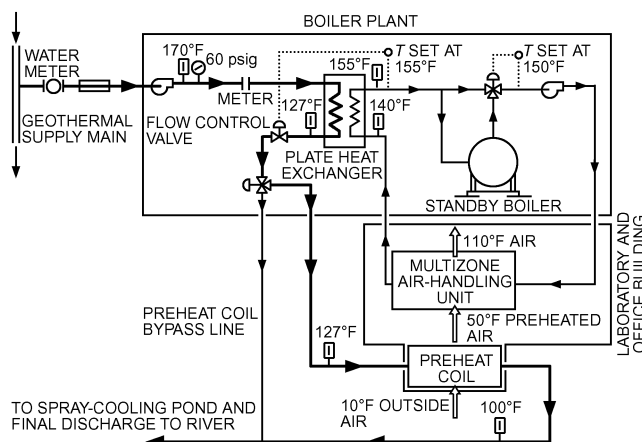 BOILER PLANT
WATER
METER
170°F
60 psig
155°F
T SET AT
155°F
T SET AT
150°F
METER
127°F
140°F
GEOTHERMAL
SUPPLY MAIN
FLOW CONTROL
VALVE
PLATE HEAT
EXCHANGER
STANDBY BOILER
110°F AIR
MULTIZONE
AIR-HANDLING
UNIT
LABORATORY AND
OFFICE BUILDING
PREHEAT COIL
BYPASS LINE
50°F PREHEATED
AIR
127°F
PREHEAT
COIL
10°F OUTSIDE
AIR
100°F
TO SPRAY-COOLING POND AND
FINAL DISCHARGE TO RIVER